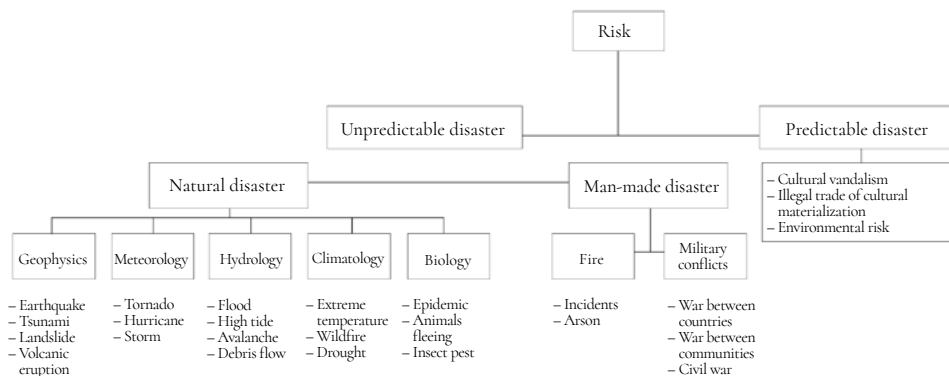 Risk
Unpredictable disaster
Predictable disaster
– Cultural vandalism
– Illegal trade of cultural
materialization
– Environmental risk
Natural disaster
Man-made disaster
Geophysics
Meteorology
Hydrology
Climatology
Biology
Fire
Military
conflicts
– Earthquake
– Tsunami
– Landslide
– Volcanic
eruption
– Tornado
– Hurricane
– Storm
– Flood
– High tide
– Avalanche
– Debris flow
– Extreme
temperature
– Wildfire
– Drought
– Epidemic
– Animals
fleeing
– Insect pest
– Incidents
– Arson
– War between
countries
– War between
communities
– Civil war